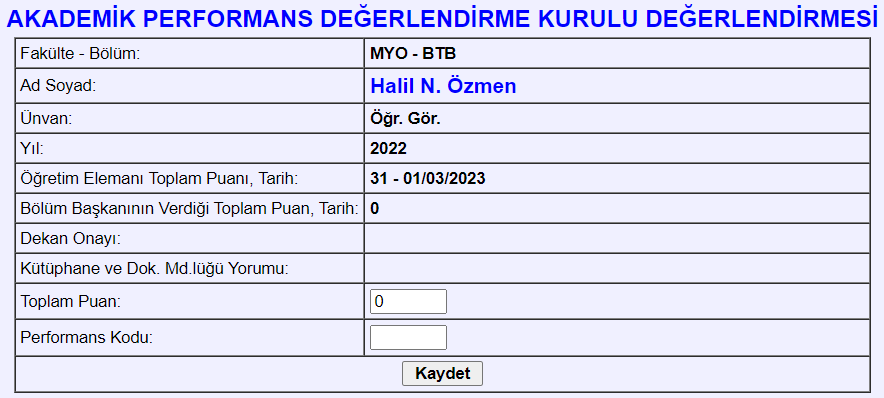 AKADEMİK PERFORMANS DEĞERLENDİRME KURULU DEĞERLENDİRMESİ
Fakülte - Bölüm: MYO - BTB
Ad Soyad: Halil N. Özmen
Ünvan: Öğr. Gör.
Yıl: 2022
Öğretim Elemanı Toplam Puanı, Tarih: 31 - 01/03/2023
Bölüm Başkanının Verdiği Toplam Puan, Tarih: 0
Dekan Onayı:
Kütüphane ve Dok. Md.lüğü Yorumu:
Toplam Puan: 0
Performans Kodu:
Kaydet